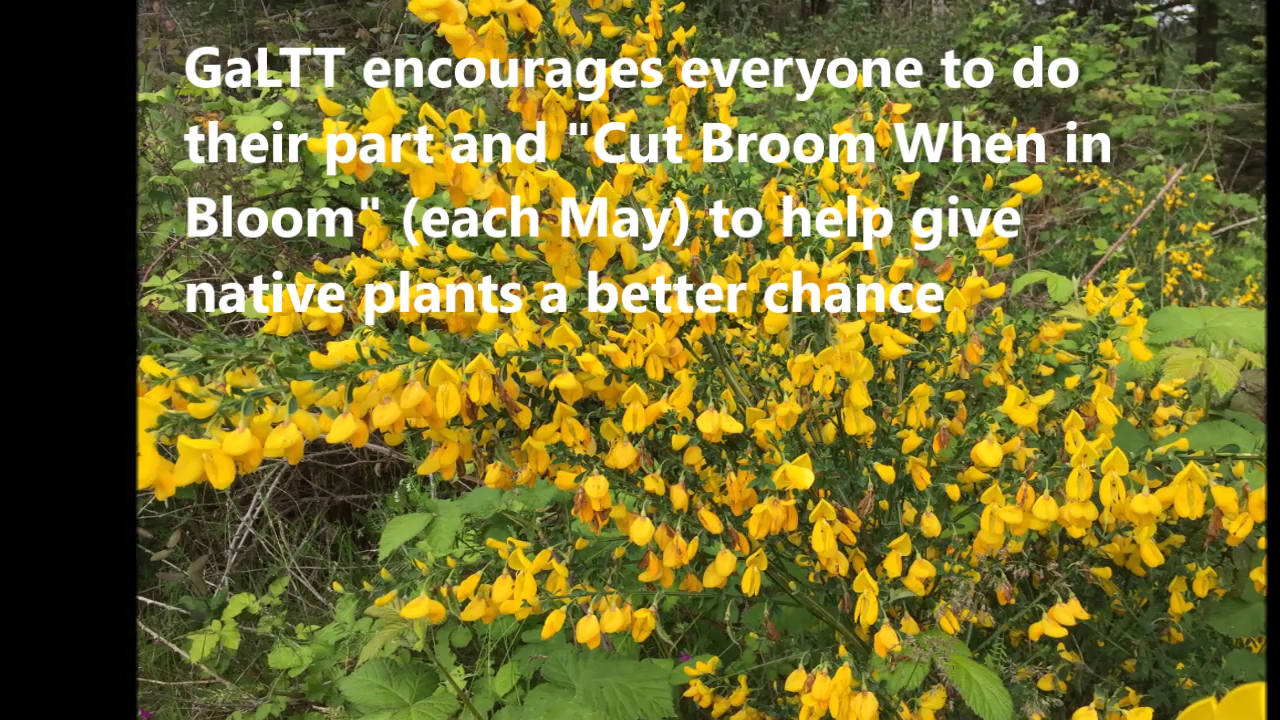 GaLTT encourages everyone to do
their part and "Cut Broom When in
Bloom" (each May) to help give
native plants a better chance